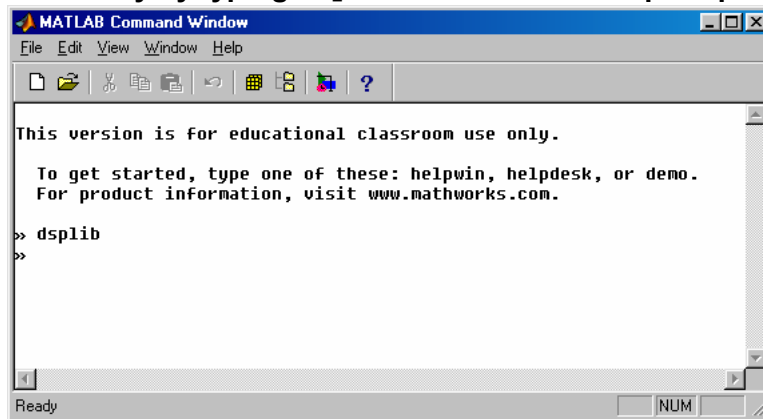 MATLAB Command Window
File Edit View Window Help
?
This version is for educational classroom use only.
To get started, type one of these: helpwin, helpdesk, or demo.
For product information, visit www.mathworks.com.
» dsplib
»
Ready NUM